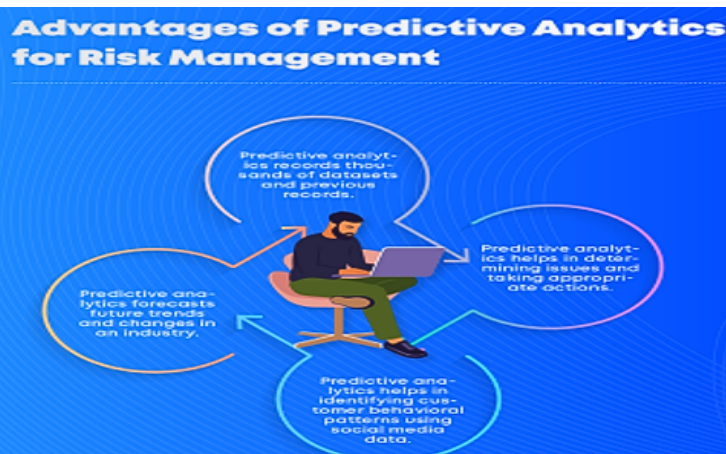 Advantages of Predictive Analytics
for Risk Management
Predictive analyt-
ics records thou-
sands of datasets
and previous
records.
Predictive analyt-
ics helps in deter-
mining issues and
taking appropri-
ate actions.
Predictive ana-
lytics forecasts
future trends
and changes in
an industry.
Predictive ana-
lytics helps in
identifying cus-
tomer behavioral
patterns using
social media
data.